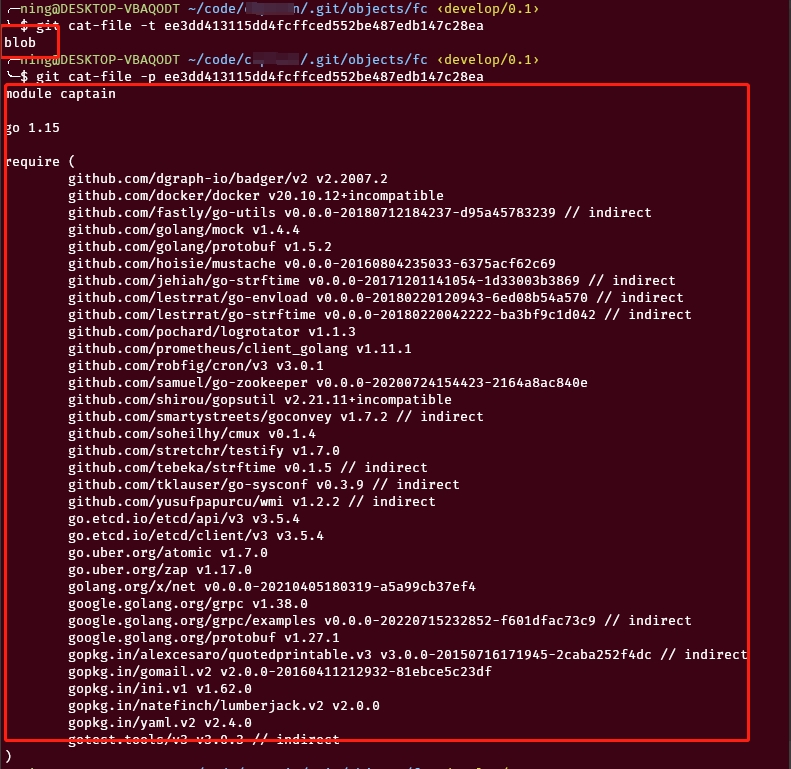 ╭─ning@DESKTOP-VBAQODT ~/code/ /.git/objects/fc ‹develop/0.1›
╰─$ git cat-file -t ee3dd413115dd4fcffced552be487edb147c28ea
blob
╭─ning@DESKTOP-VBAQODT ~/code/ /.git/objects/fc ‹develop/0.1›
╰─$ git cat-file -p ee3dd413115dd4fcffced552be487edb147c28ea
module captain
go 1.15
require (
github.com/dgraph-io/badger/v2 v2.2007.2
github.com/docker/docker v20.10.12+incompatible
github.com/fastly/go-utils v0.0.0-20180712184237-d95a45783239 // indirect
github.com/golang/mock v1.4.4
github.com/golang/protobuf v1.5.2
github.com/hoisie/mustache v0.0.0-20160804235033-6375acf62c69
github.com/jehiah/go-strftime v0.0.0-20171201141054-1d33003b3869 // indirect
github.com/lestrrat/go-envload v0.0.0-20180220120943-6ed08b54a570 // indirect
github.com/lestrrat/go-strftime v0.0.0-20180220042222-ba3bf9c1d042 // indirect
github.com/pochard/logrotator v1.1.3
github.com/prometheus/client_golang v1.11.1
github.com/robfig/cron/v3 v3.0.1
github.com/samuel/go-zookeeper v0.0.0-20200724154423-2164a8ac840e
github.com/shirou/gopsutil v2.21.11+incompatible
github.com/smartystreets/goconvey v1.7.2 // indirect
github.com/soheilhy/cmux v0.1.4
github.com/stretchr/testify v1.7.0
github.com/tebeka/strftime v0.1.5 // indirect
github.com/tklauser/go-sysconf v0.3.9 // indirect
github.com/yusufpapurcu/wmi v1.2.2 // indirect
go.etcd.io/etcd/api/v3 v3.5.4
go.etcd.io/etcd/client/v3 v3.5.4
go.uber.org/atomic v1.7.0
go.uber.org/zap v1.17.0
golang.org/x/net v0.0.0-20210405180319-a5a99cb37ef4
google.golang.org/grpc v1.38.0
google.golang.org/grpc/examples v0.0.0-20220715232852-f601dfac73c9 // indirect
google.golang.org/protobuf v1.27.1
gopkg.in/alexcesaro/quotedprintable.v3 v3.0.0-20150716171945-2caba252f4dc // indirect
gopkg.in/gomail.v2 v2.0.0-20160411212932-81ebce5c23df
gopkg.in/ini.v1 v1.62.0
gopkg.in/natefinch/lumberjack.v2 v2.0.0
gopkg.in/yaml.v2 v2.4.0
gotest.tools/v3 v3.0.3 // indirect
)